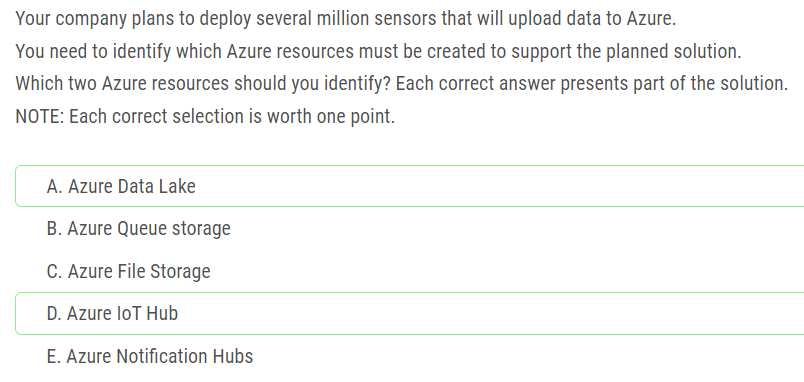 Your company plans to deploy several million sensors that will upload data to Azure.
You need to identify which Azure resources must be created to support the planned solution.
Which two Azure resources should you identify? Each correct answer presents part of the solution.
NOTE: Each correct selection is worth one point.
A. Azure Data Lake
B. Azure Queue storage
C. Azure File Storage
D. Azure IoT Hub
E. Azure Notification Hubs